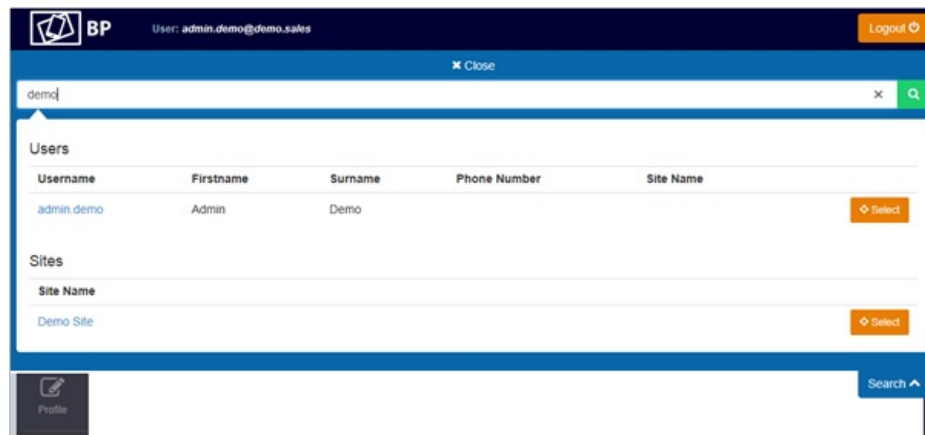 BP User: admin.demo@demo.sales Logout
Close
demo
Users
Username Firstname Surname Phone Number Site Name
admin.demo Admin Demo Select
Sites
Site Name
Demo Site Select
Search
Profile